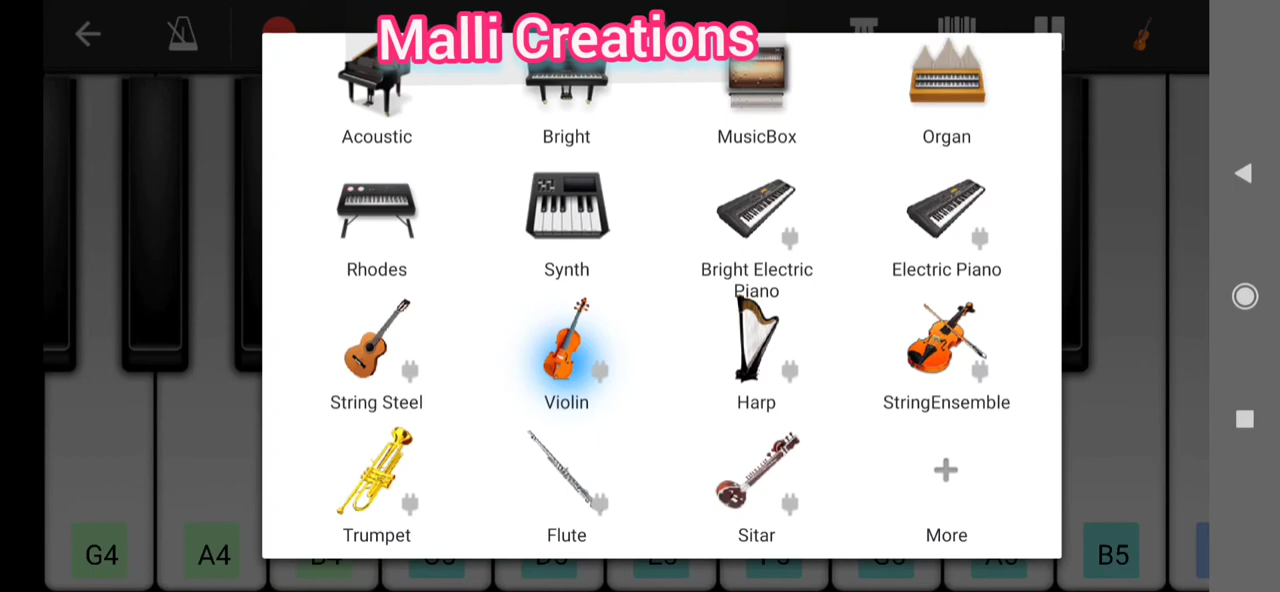 Malli Creations
Acoustic
Bright
MusicBox
Organ
Rhodes
Synth
Bright Electric
Piano
Electric Piano
String Steel
Violin
Harp
StringEnsemble
Trumpet
Flute
Sitar
More
G4
A4
B5